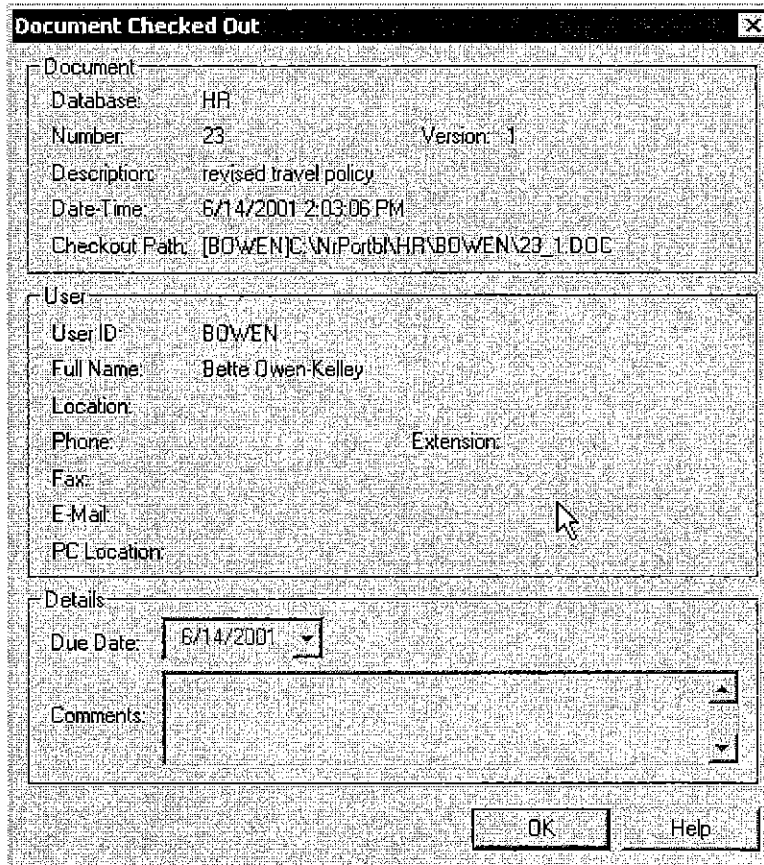 Document Checked Out
Document
Database: HR
Number: 23 Version: 1
Description: revised travel policy
Date-Time: 6/14/2001 2:03:06 PM
Checkout Path: [BOWEN]C:\NrPortbl\HR\BOWEN\23_1.DOC
User
User ID: BOWEN
Full Name: Bette Owen-Kelley
Location:
Phone: Extension:
Fax:
E-Mail:
PC Location:
Details
Due Date: 6/14/2001
Comments:
OK Help